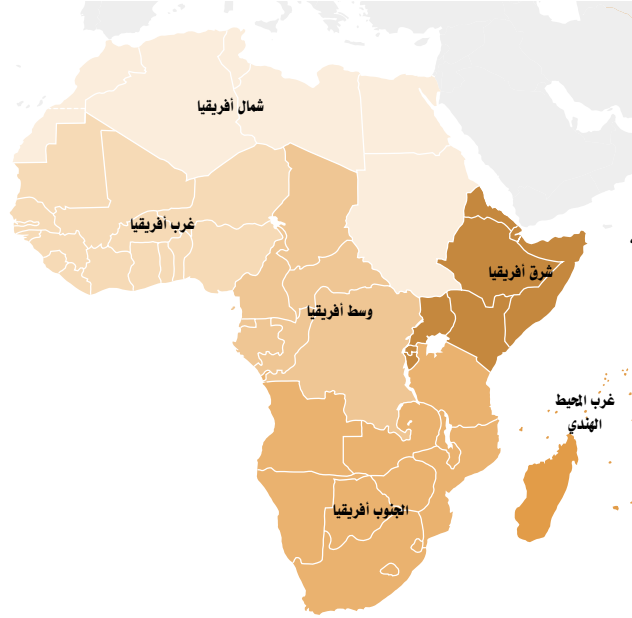 شمال أفريقيا
غرب أفريقيا
شرق أفريقيا
وسط أفريقيا
غرب المحيط
الهندي
الجنوب أفريقيا